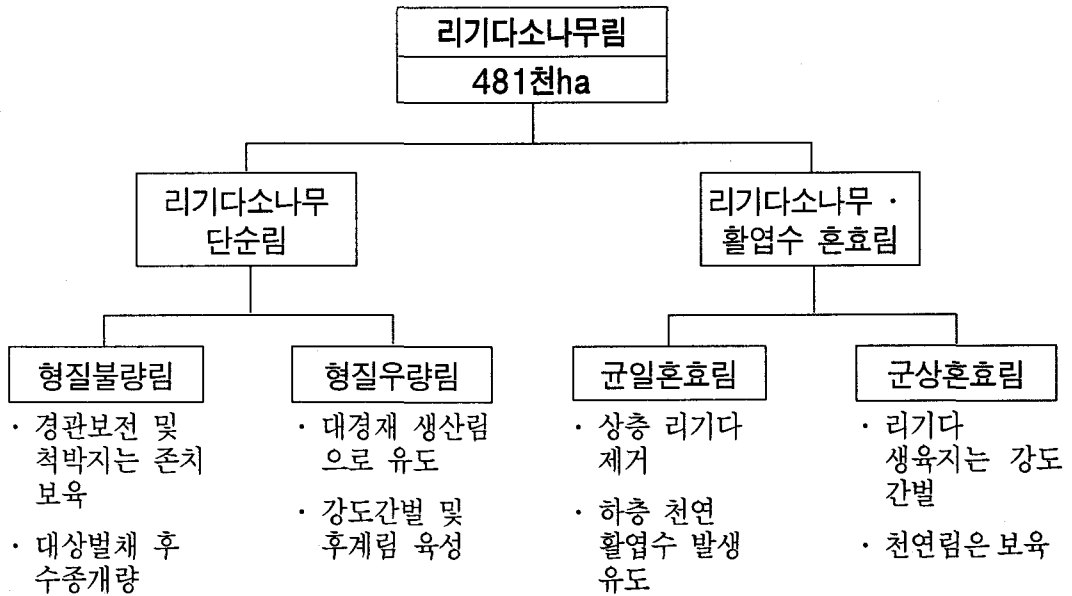 리기다소나무림
481천ha
리기다소나무
단순림
리기다소나무 ·
활엽수 혼효림
형질불량림
· 경관보전 및
척박지는 존치
보육
· 대상벌채 후
수종개량
형질우량림
· 대경재 생산림
으로 유도
· 강도간벌 및
후계림 육성
균일혼효림
· 상층 리기다
제거
· 하층 천연
활엽수 발생
유도
군상혼효림
· 리기다
생육지는 강도
간벌
· 천연림은 보육